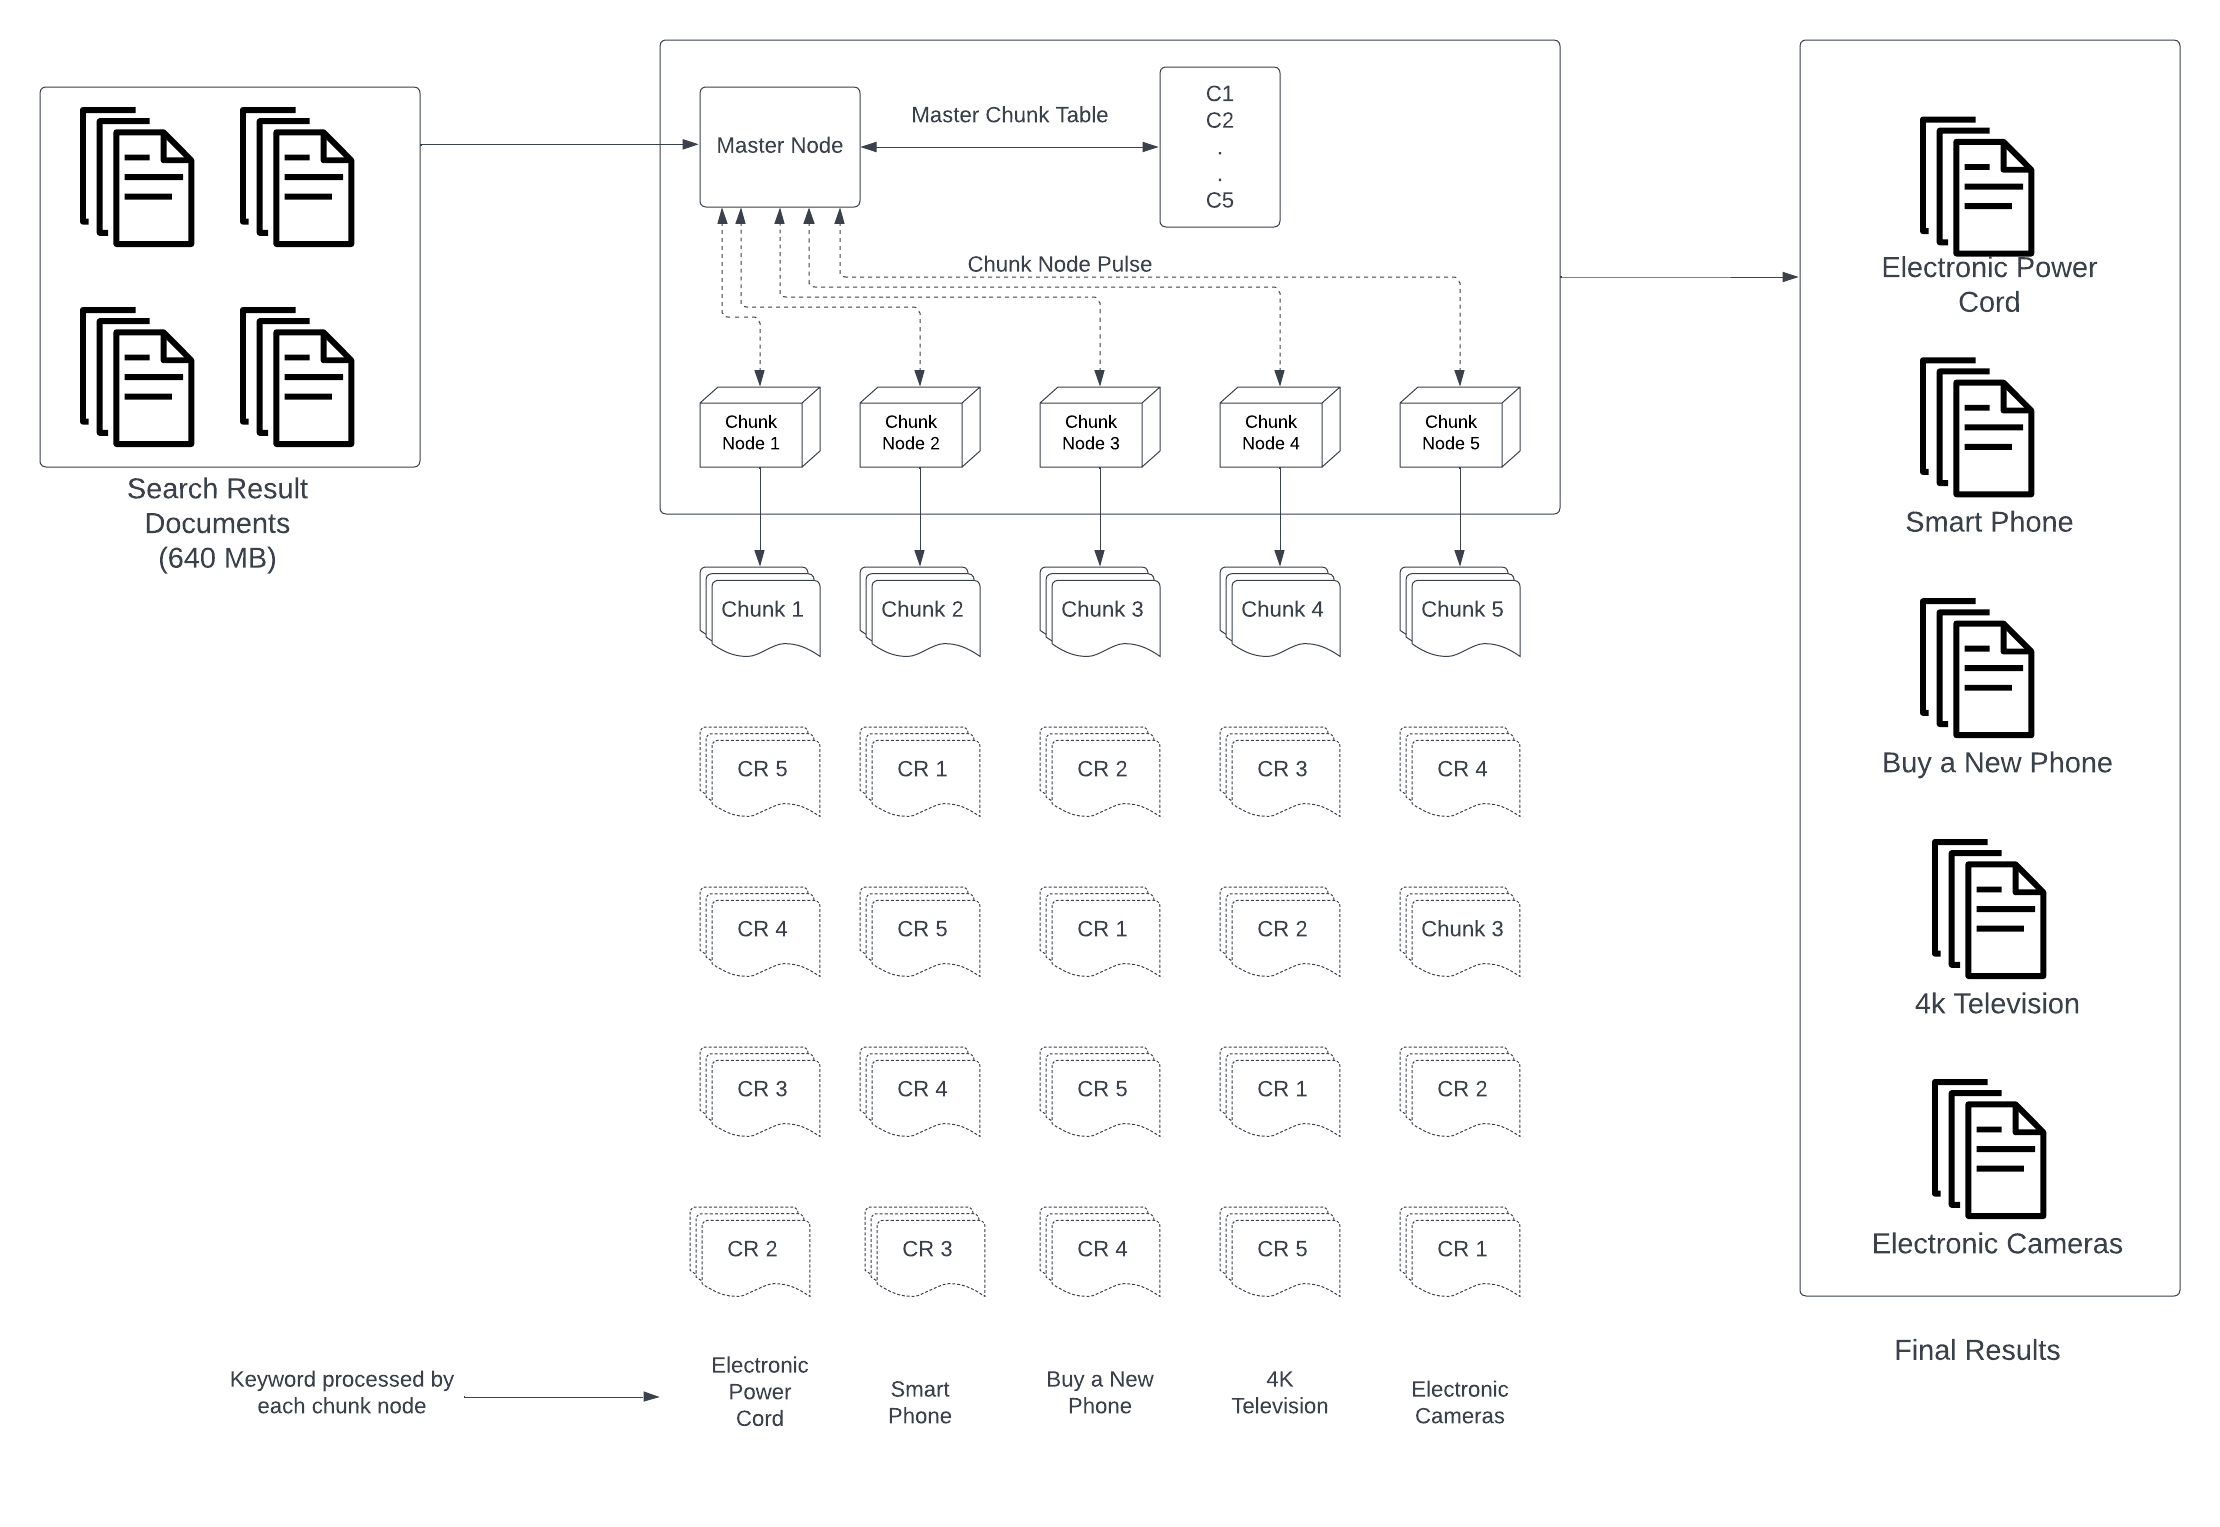 Search Result
Documents
(640 MB)
Master Node
Master Chunk Table
C1
C2
.
.
C5
Chunk Node Pulse
Chunk
Node 1
Chunk
Node 2
Chunk
Node 3
Chunk
Node 4
Chunk
Node 5
Chunk 1
Chunk 2
Chunk 3
Chunk 4
Chunk 5
CR 5
CR 1
CR 2
CR 3
CR 4
CR 4
CR 5
CR 1
CR 2
Chunk 3
CR 3
CR 4
CR 5
CR 1
CR 2
CR 2
CR 3
CR 4
CR 5
CR 1
Keyword processed by
each chunk node
Electronic
Power
Cord
Smart
Phone
Buy a New
Phone
4K
Television
Electronic
Cameras
Electronic Power
Cord
Smart Phone
Buy a New Phone
4k Television
Electronic Cameras
Final Results